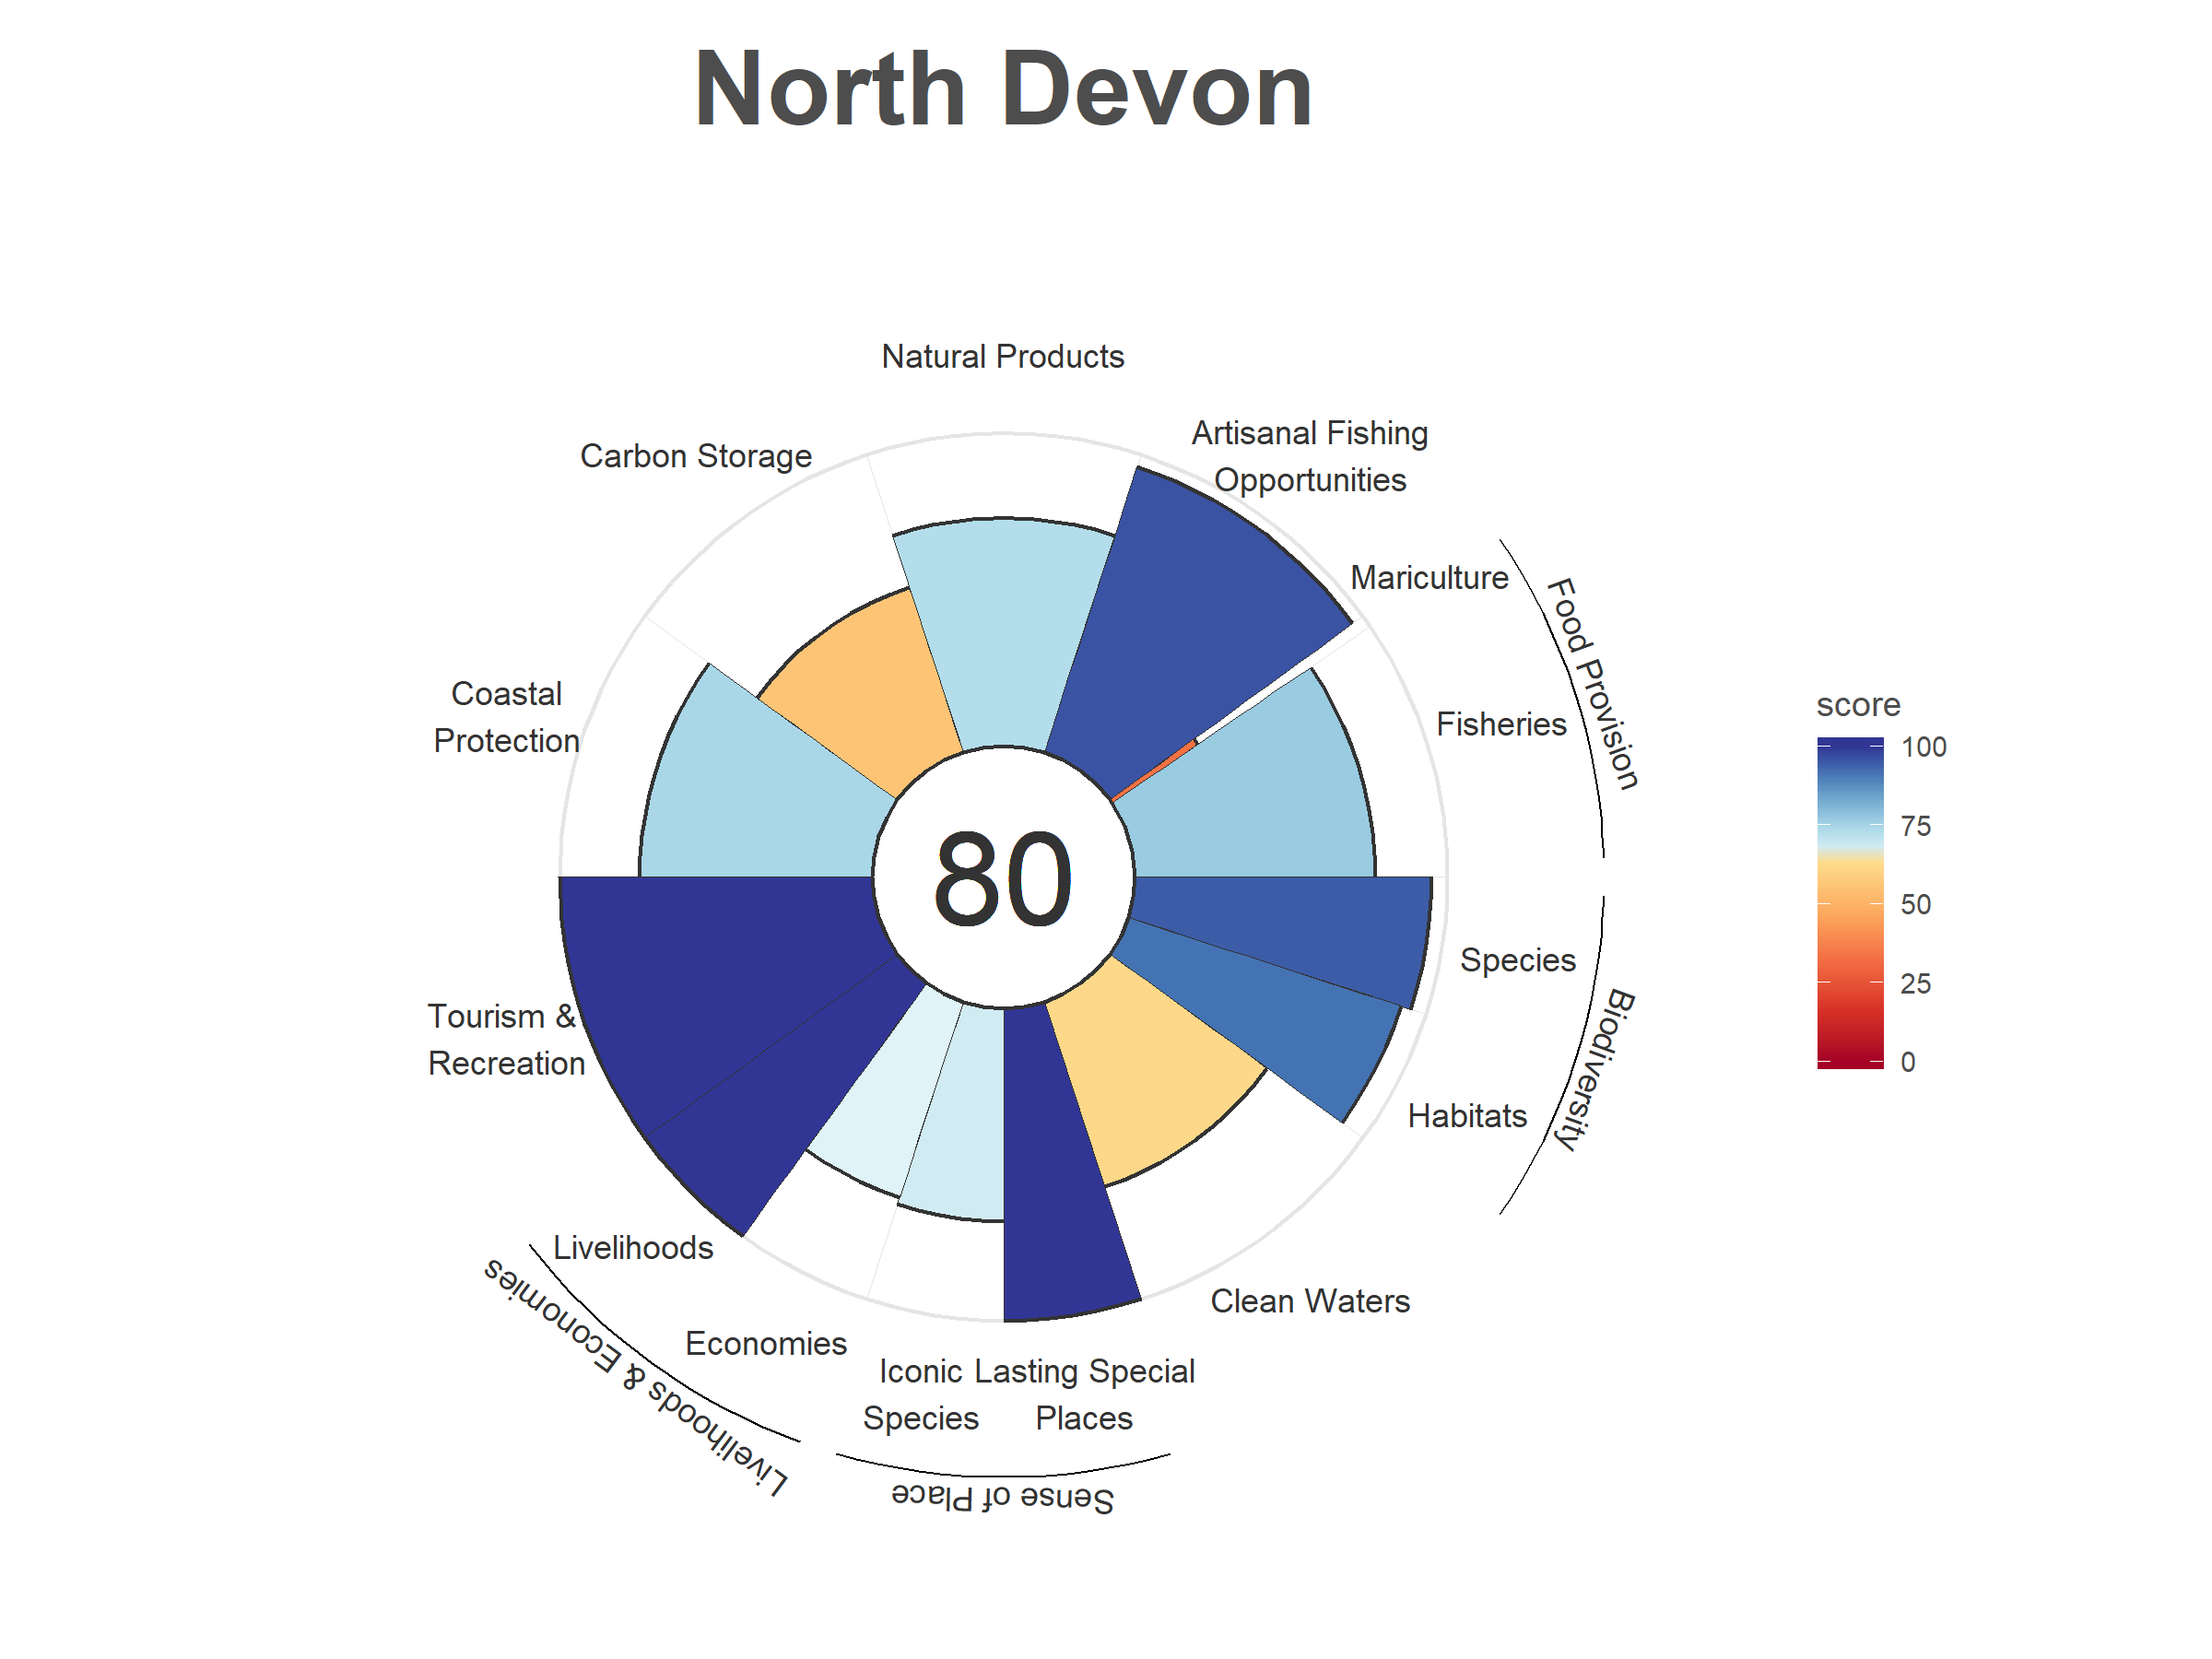 North Devon
Natural Products
Artisanal Fishing
Opportunities
Carbon Storage
Mariculture
Food Provision
Fisheries
Coastal
Protection
score
100
75
50
25
0
80
Species
Biodiversity
Habitats
Tourism &
Recreation
Livelihoods
Livelihoods & Economies
Economies
Clean Waters
Iconic
Species
Lasting Special
Places
Sense of Place